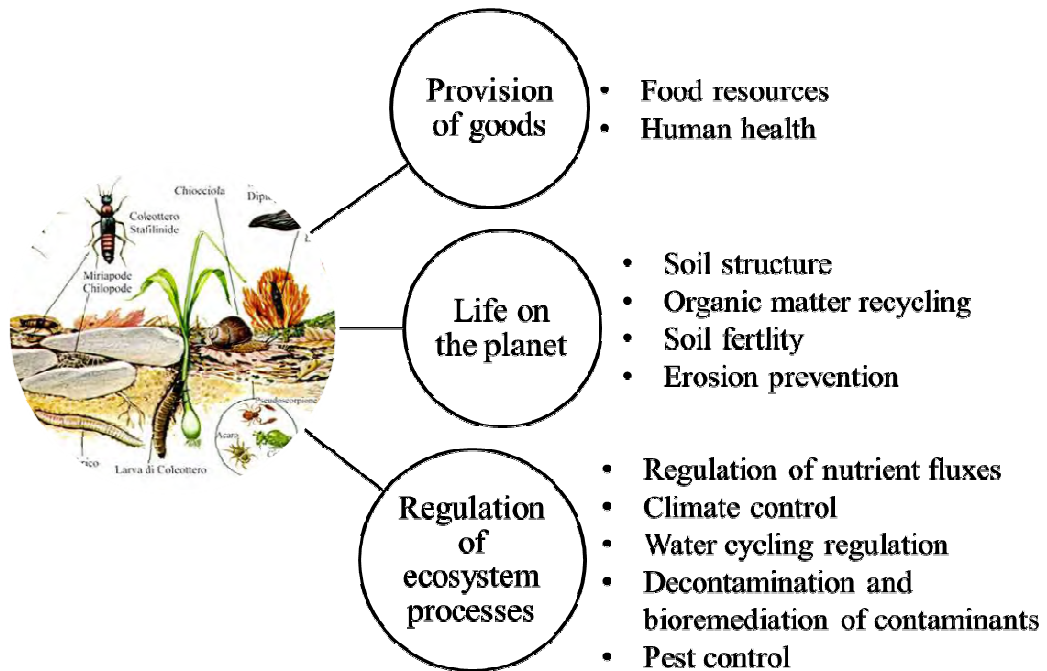 Provision
of goods
• Food resources
• Human health
Chiocciola
Coleottero
Stafilinide
Miriapode
Chilopode
Life on
the planet
• Soil structure
• Organic matter recycling
• Soil fertlity
• Erosion prevention
Pseudoscorpione
Larva di Coleottero
Regulation
of
ecosystem
processes
• Regulation of nutrient fluxes
• Climate control
• Water cycling regulation
• Decontamination and
bioremediation of contaminants
• Pest control